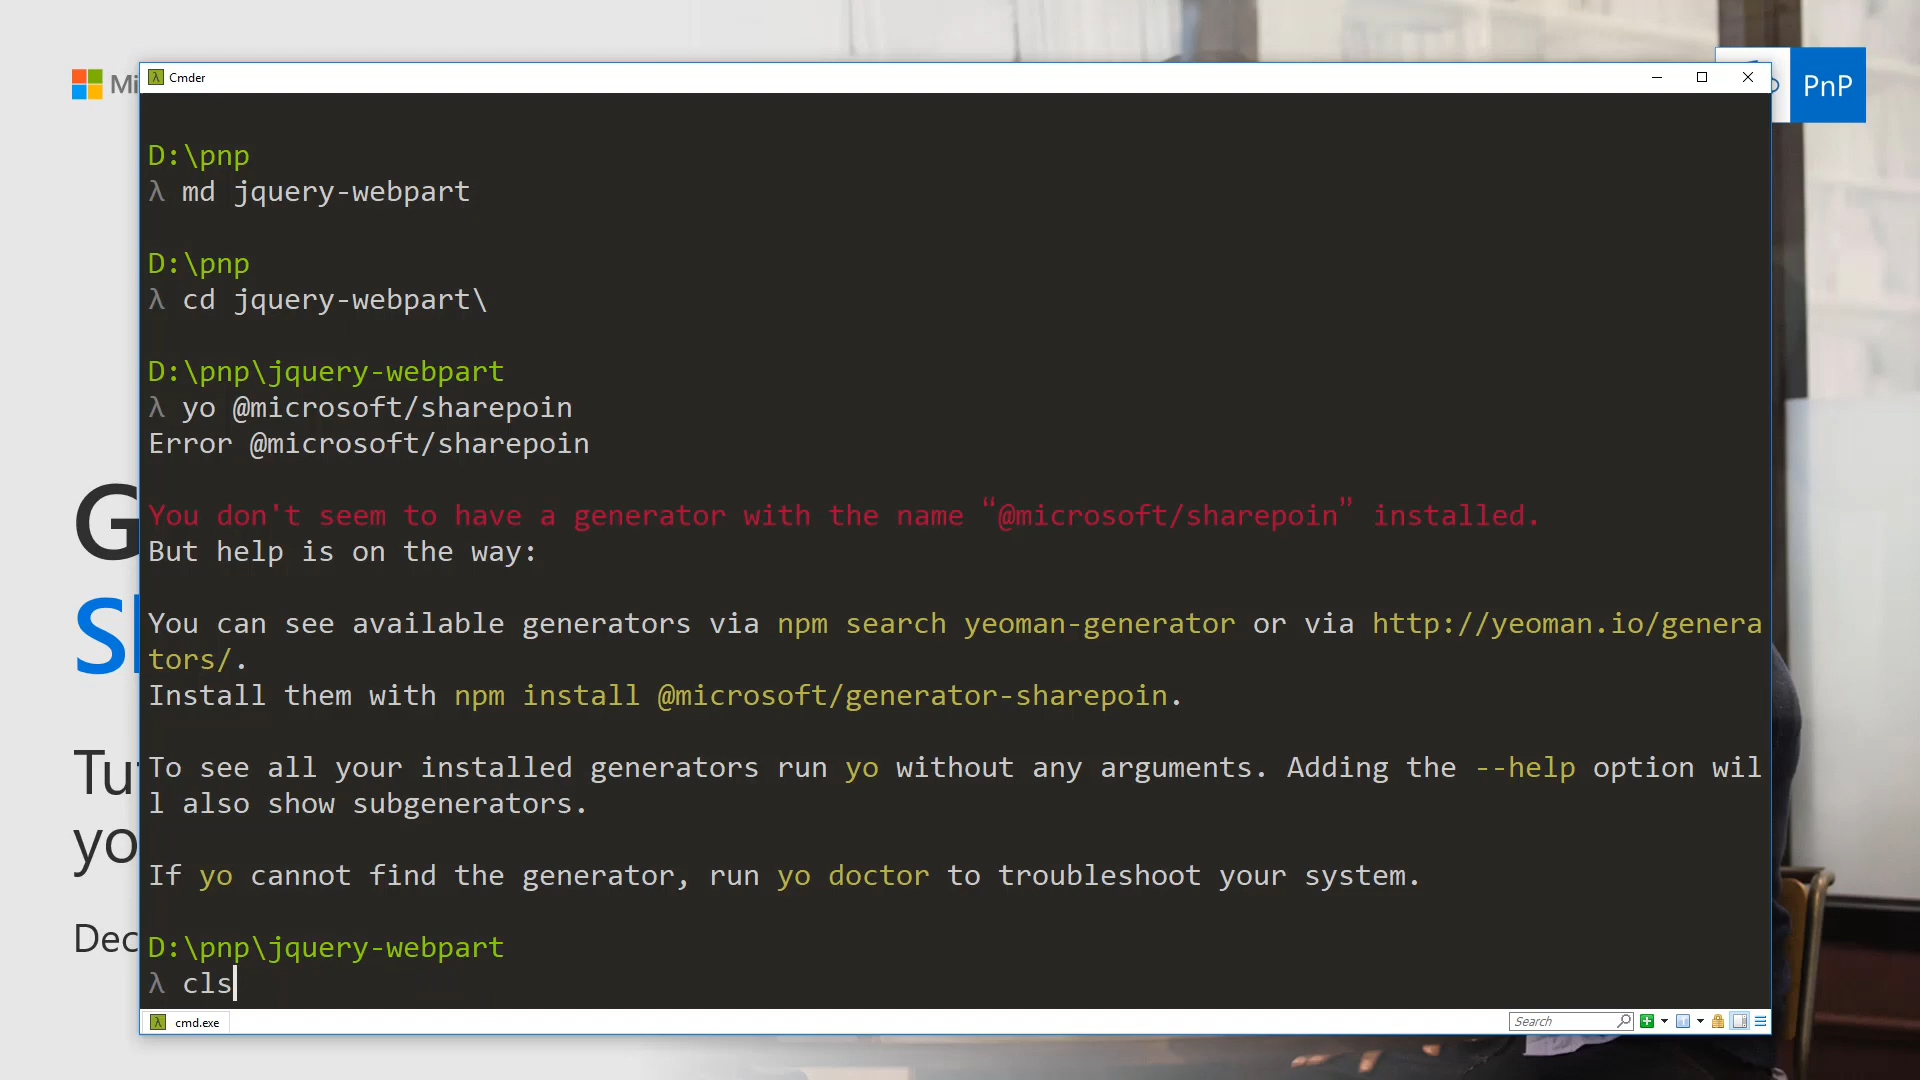 Cmder
PnP
D:\pnp
λ md jquery-webpart
D:\pnp
λ cd jquery-webpart\
D:\pnp\jquery-webpart
λ yo @microsoft/sharepoin
Error @microsoft/sharepoin
You don't seem to have a generator with the name “@microsoft/sharepoin” installed.
But help is on the way:
You can see available generators via npm search yeoman-generator or via http://yeoman.io/genera
tors/.
Install them with npm install @microsoft/generator-sharepoin.
To see all your installed generators run yo without any arguments. Adding the --help option wil
l also show subgenerators.
If yo cannot find the generator, run yo doctor to troubleshoot your system.
D:\pnp\jquery-webpart
λ cls
cmd.exe
Search
Mi
G
S
Tu
yo
Dec